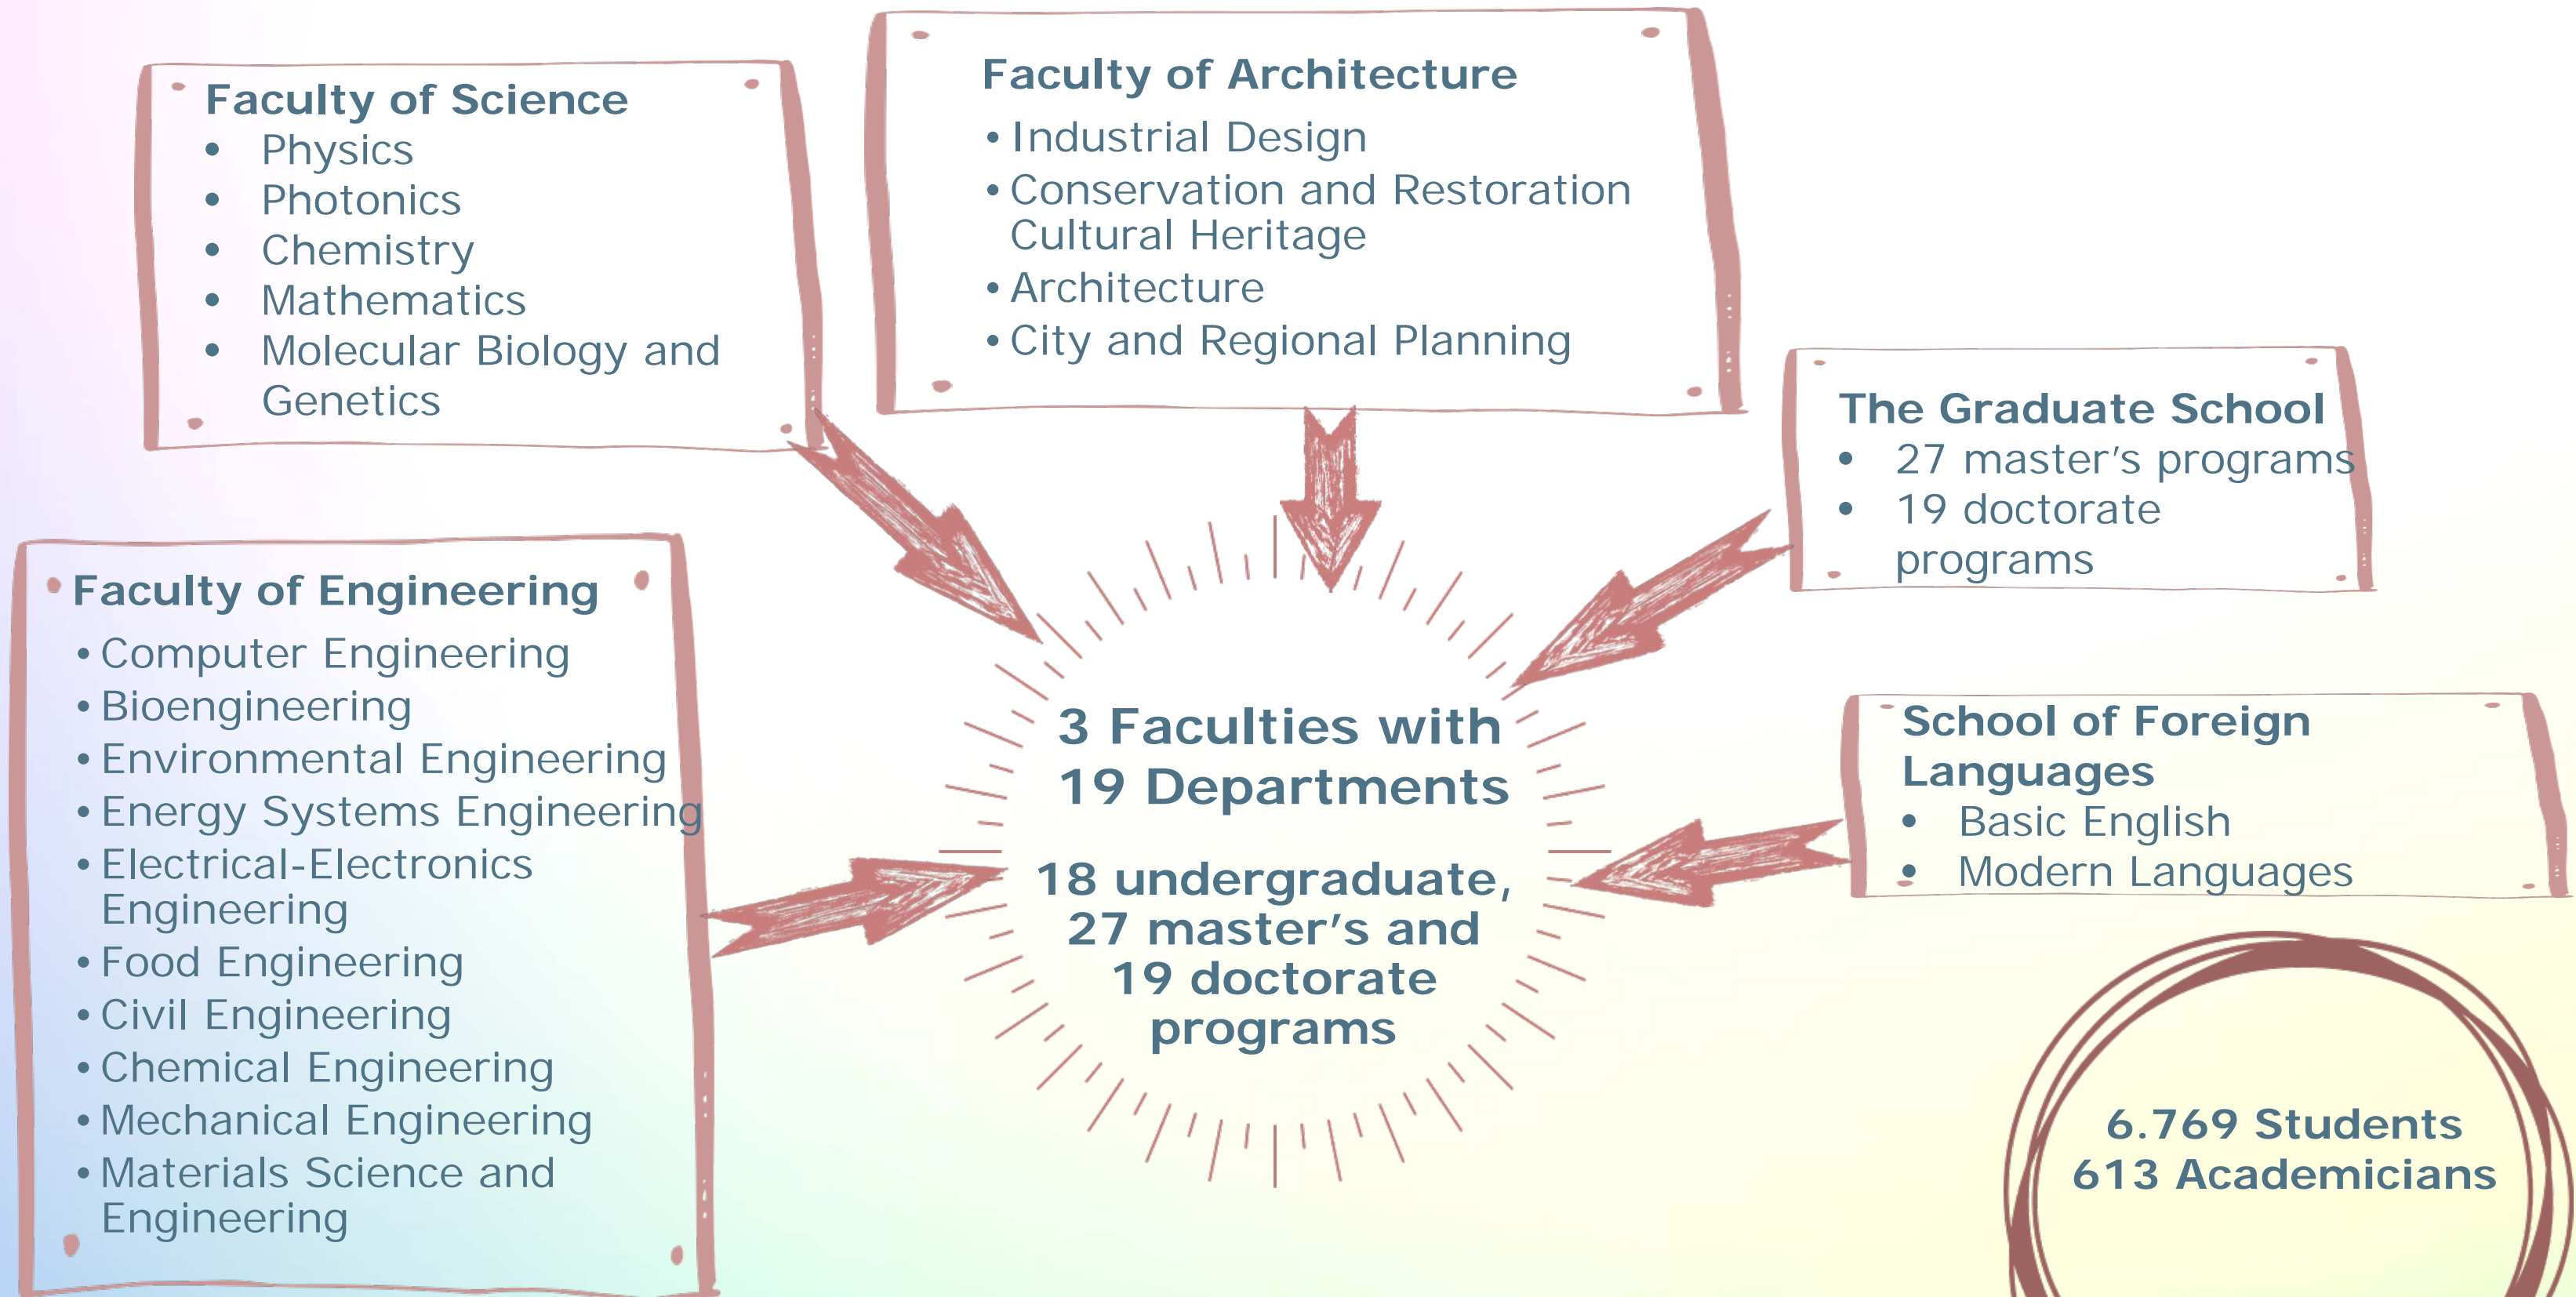 Faculty of Science
• Physics
• Photonics
• Chemistry
• Mathematics
• Molecular Biology and
Genetics
Faculty of Architecture
• Industrial Design
• Conservation and Restoration
Cultural Heritage
• Architecture
• City and Regional Planning
The Graduate School
• 27 master's programs
• 19 doctorate
programs
Faculty of Engineering
• Computer Engineering
• Bioengineering
• Environmental Engineering
• Energy Systems Engineering
• Electrical-Electronics
Engineering
• Food Engineering
• Civil Engineering
• Chemical Engineering
• Mechanical Engineering
• Materials Science and
Engineering
3 Faculties with
19 Departments
18 undergraduate,
27 master's and
19 doctorate
programs
School of Foreign
Languages
• Basic English
• Modern Languages
6.769 Students
613 Academicians